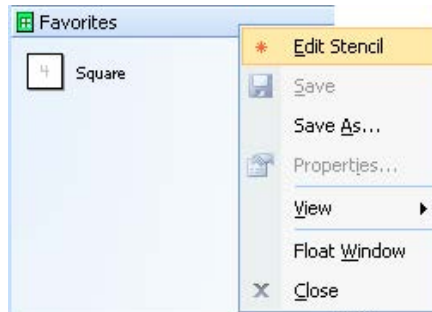 Favorites
4 Square
Edit Stencil
Save
Save As...
Properties...
View
Float Window
Close